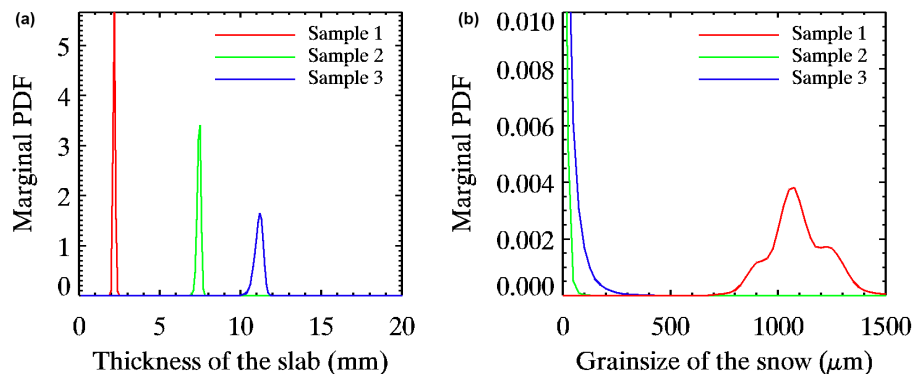 (a)
Marginal PDF
5
4
3
2
1
0
Sample 1
Sample 2
Sample 3
0 5 10 15 20
Thickness of the slab (mm)
(b)
Marginal PDF
0.010
0.008
0.006
0.004
0.002
0.000
Sample 1
Sample 2
Sample 3
0 500 1000 1500
Grainsize of the snow (μm)